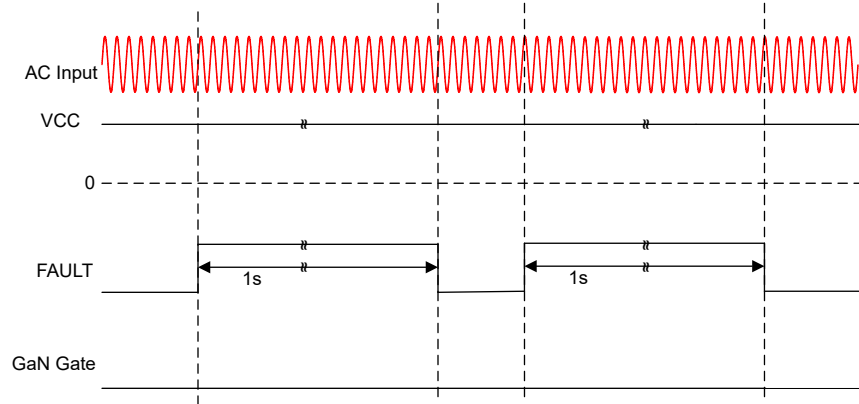 AC Input
VCC
0
FAULT
1s
1s
GaN Gate